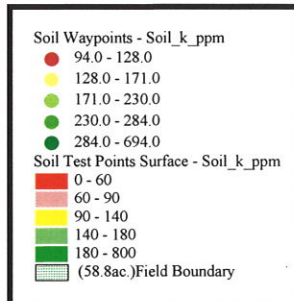 Soil Waypoints - Soil_k_ppm
94.0 - 128.0
128.0 - 171.0
171.0 - 230.0
230.0 - 284.0
284.0 - 694.0
Soil Test Points Surface - Soil_k_ppm
0 - 60
60 - 90
90 - 140
140 - 180
180 - 800
(58.8ac.)Field Boundary